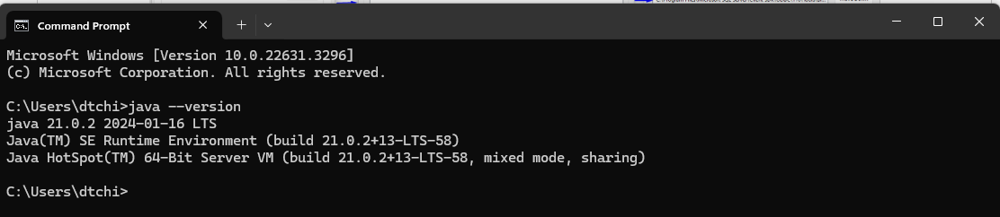 Command Prompt
Microsoft Windows [Version 10.0.22631.3296]
(c) Microsoft Corporation. All rights reserved.
C:\Users\dtchi>java --version
java 21.0.2 2024-01-16 LTS
Java(TM) SE Runtime Environment (build 21.0.2+13-LTS-58)
Java HotSpot(TM) 64-Bit Server VM (build 21.0.2+13-LTS-58, mixed mode, sharing)
C:\Users\dtchi>